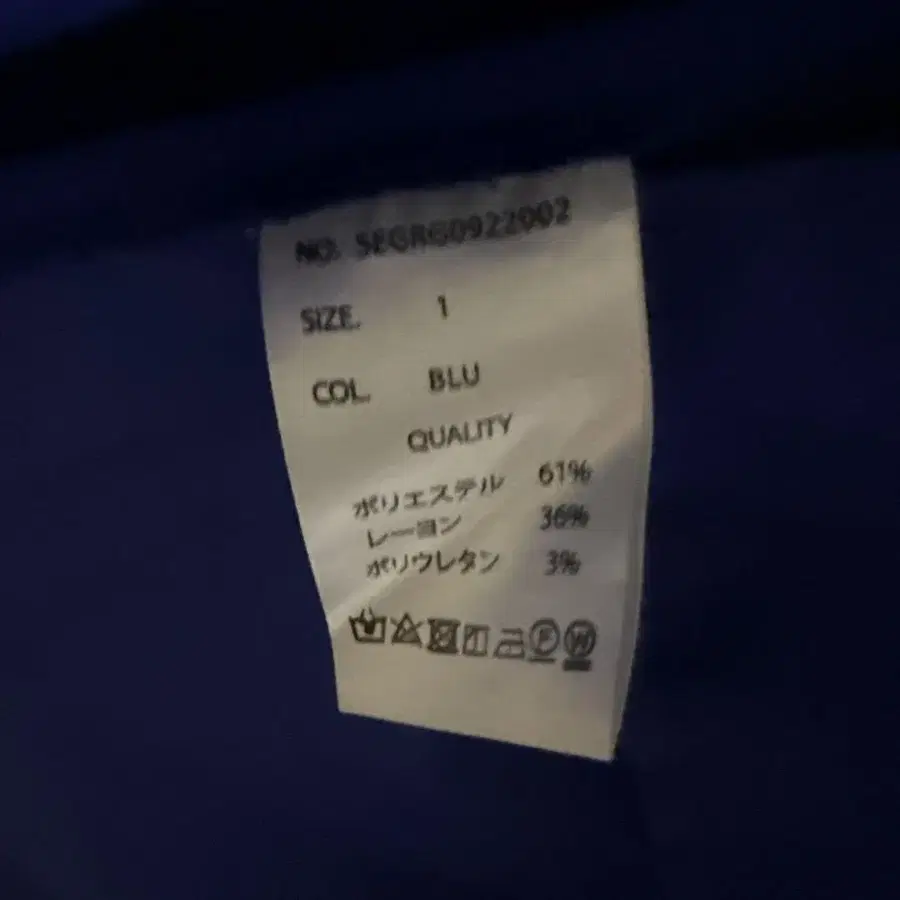 NO. SEGRG0922002
SIZE. 1
COL. BLU
QUALITY
ポリエステル 61%
レーヨン 36%
ポリウレタン 3%
F W